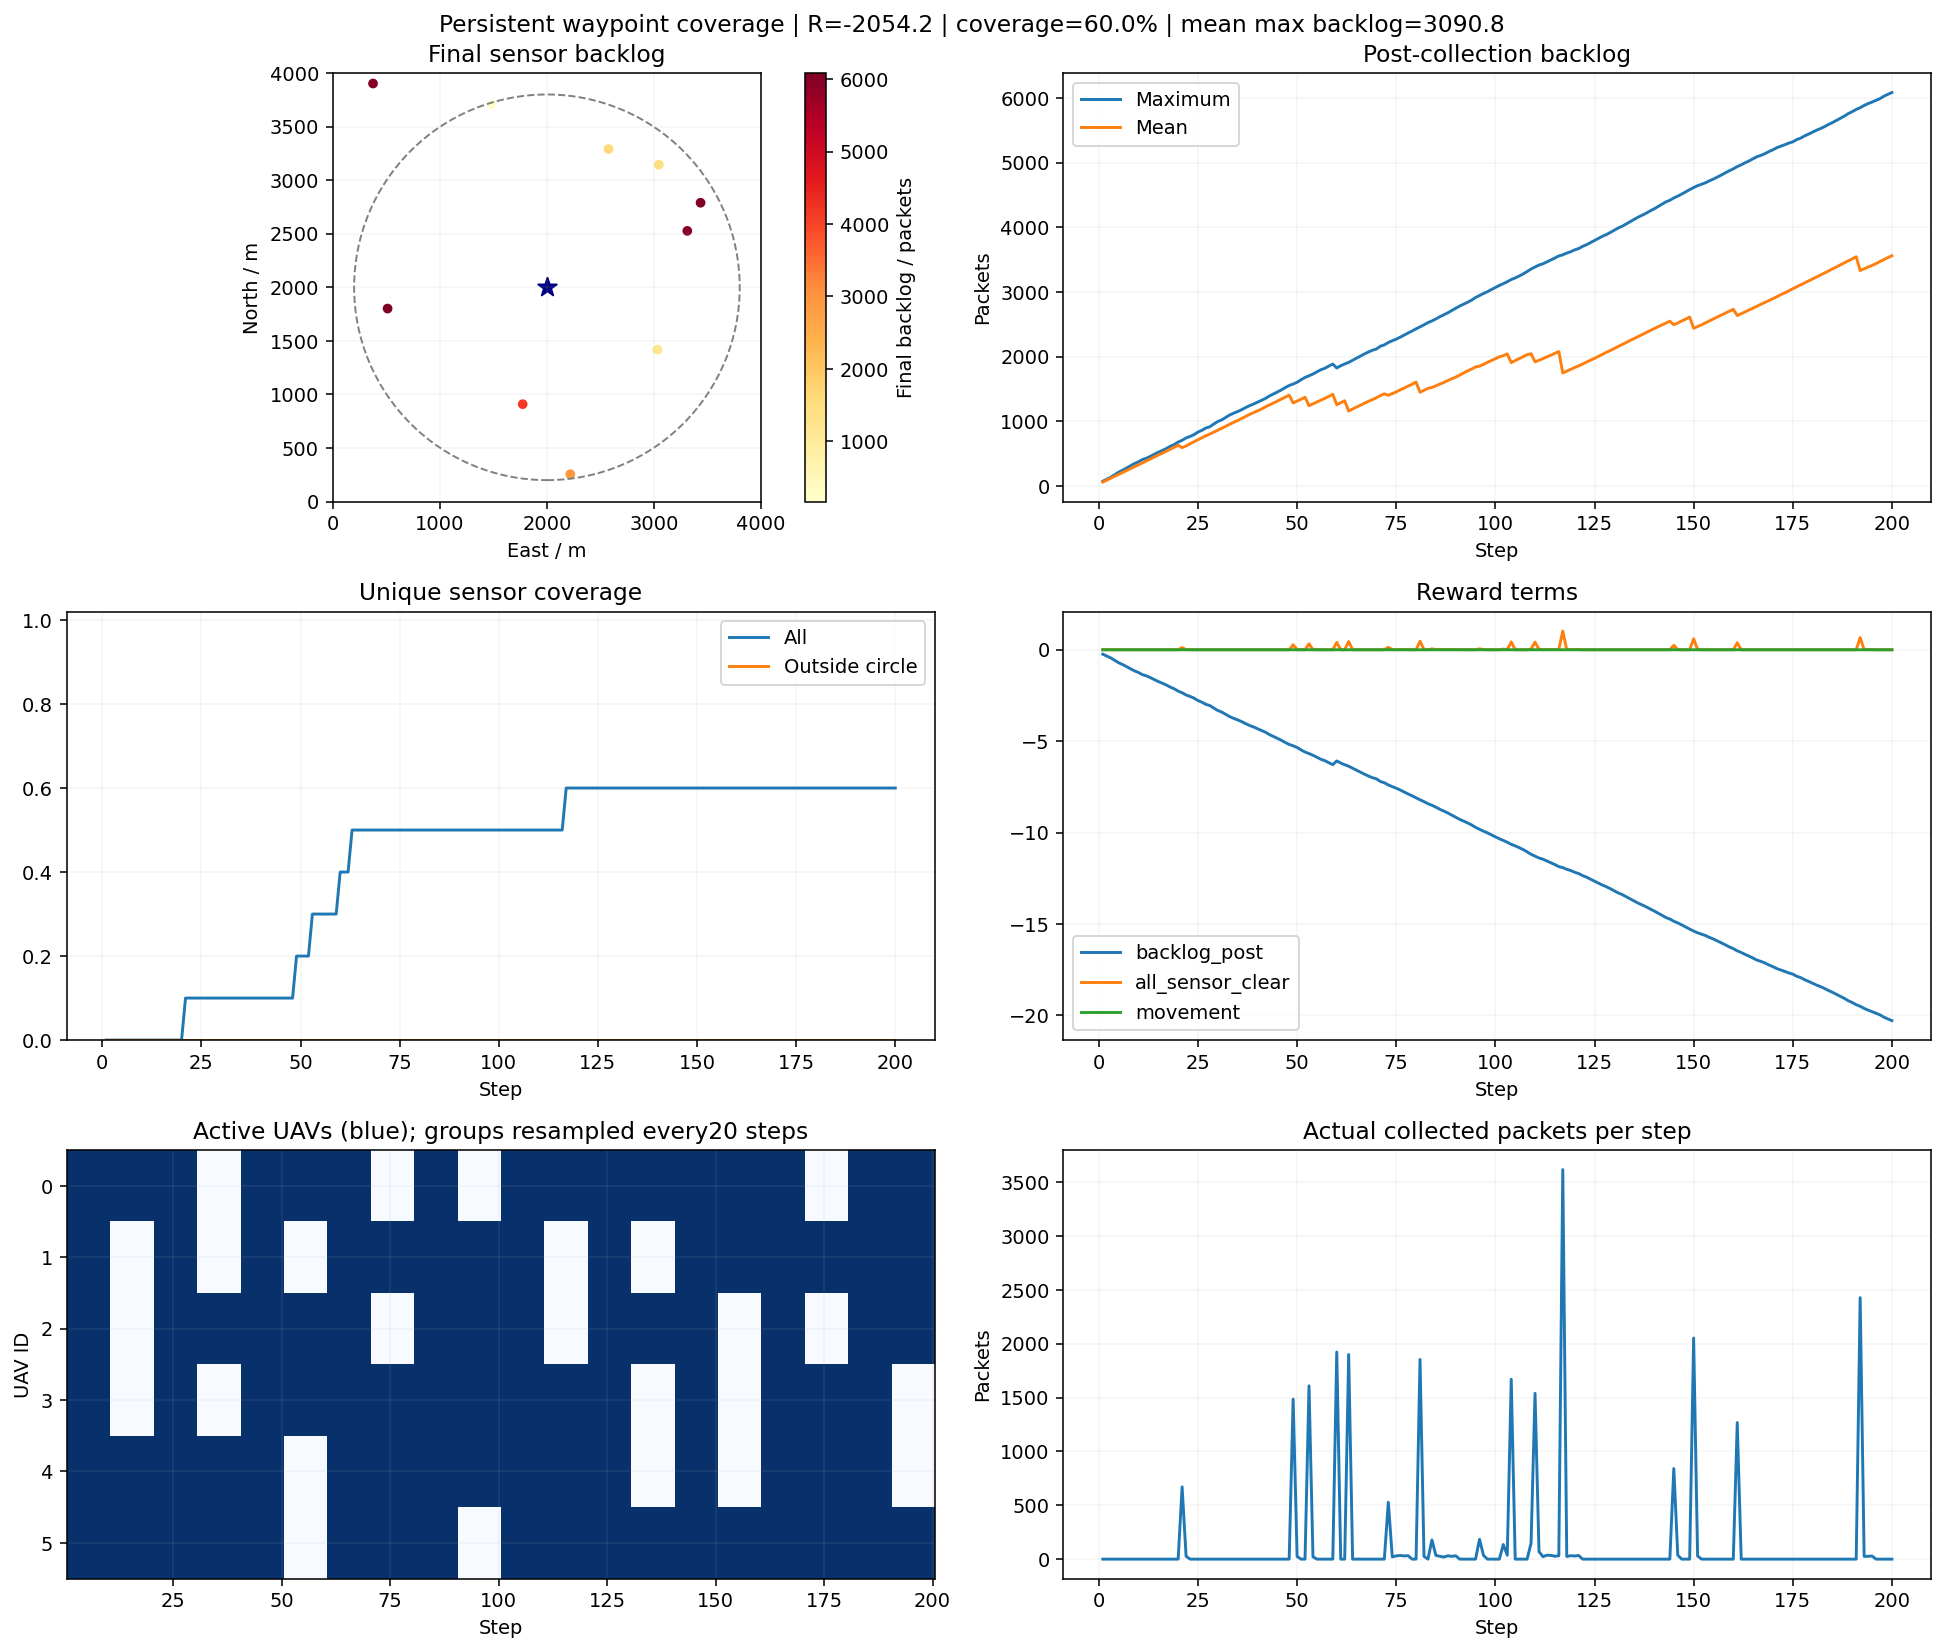 Persistent waypoint coverage | R=-2054.2 | coverage=60.0% | mean max backlog=3090.8
Final sensor backlog
4000
3500
3000
2500
2000
1500
1000
500
0
North / m
0 1000 2000 3000 4000
East / m
6000
5000
4000
3000
2000
1000
Final backlog / packets
Post-collection backlog
Maximum
Mean
6000
5000
4000
3000
2000
1000
0
Packets
0 25 50 75 100 125 150 175 200
Step
Unique sensor coverage
All
Outside circle
1.0
0.8
0.6
0.4
0.2
0.0
0 25 50 75 100 125 150 175 200
Step
Reward terms
0
−5
−10
−15
−20
backlog_post
all_sensor_clear
movement
0 25 50 75 100 125 150 175 200
Step
Active UAVs (blue); groups resampled every20 steps
0
1
2
3
4
5
UAV ID
25 50 75 100 125 150 175 200
Step
Actual collected packets per step
3500
3000
2500
2000
1500
1000
500
0
Packets
0 25 50 75 100 125 150 175 200
Step